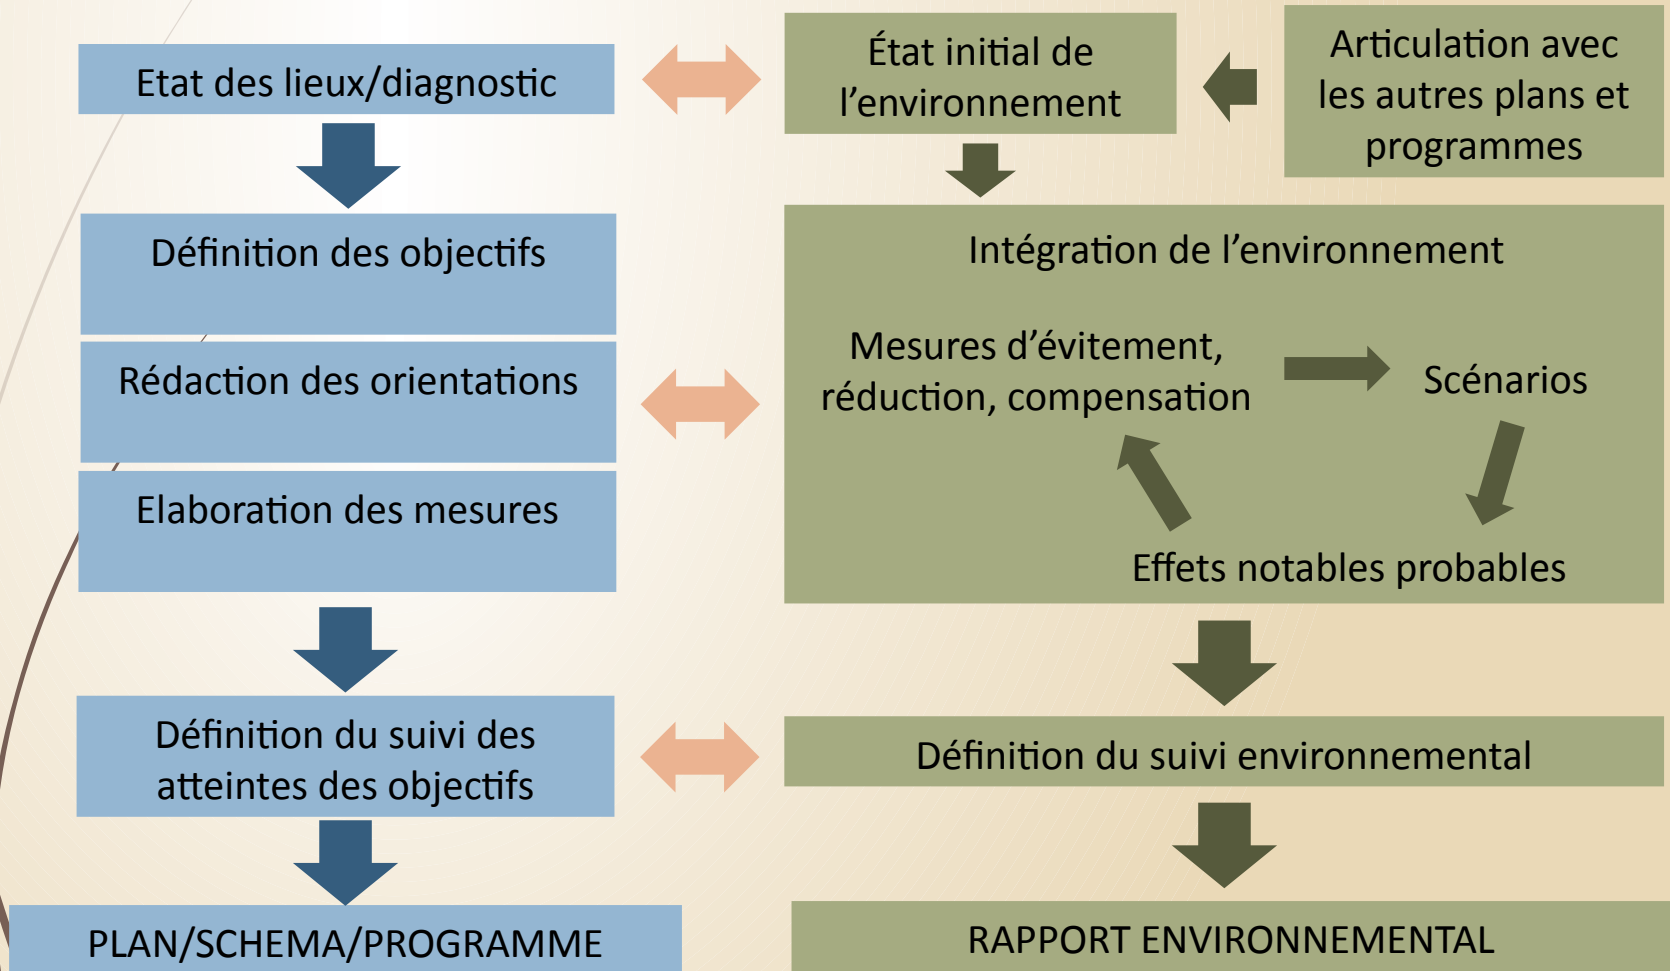 Etat des lieux/diagnostic
État initial de
l’environnement
Articulation avec
les autres plans et
programmes
Définition des objectifs
Rédaction des orientations
Elaboration des mesures
Intégration de l’environnement
Mesures d’évitement,
réduction, compensation
Scénarios
Effets notables probables
Définition du suivi des
atteintes des objectifs
Définition du suivi environnemental
PLAN/SCHEMA/PROGRAMME
RAPPORT ENVIRONNEMENTAL